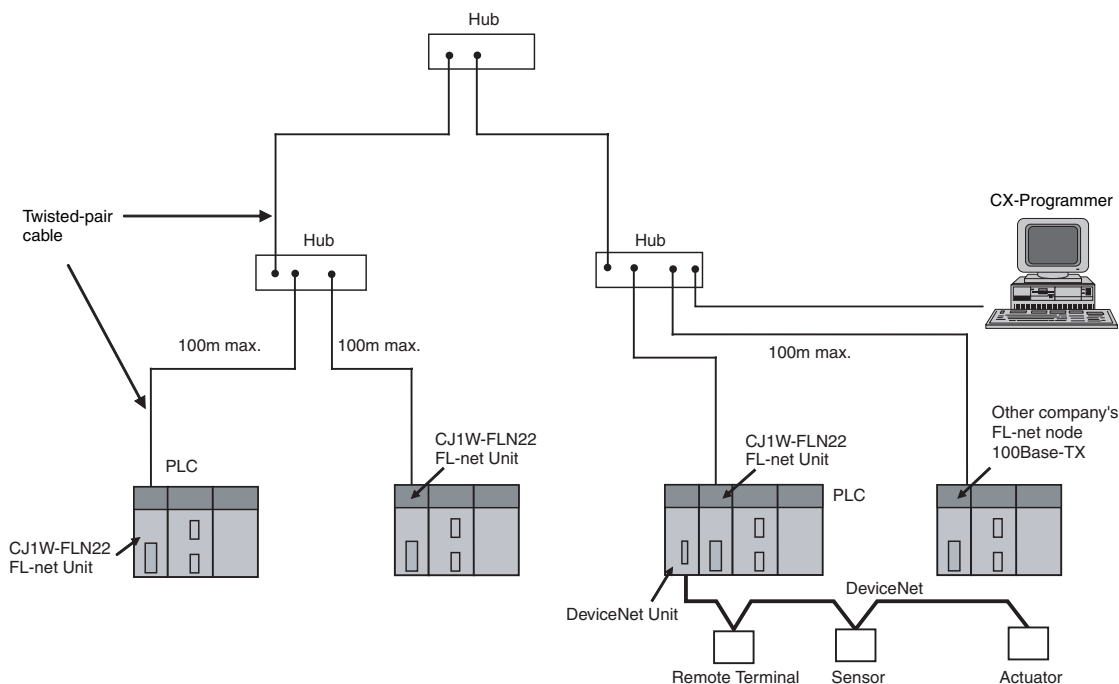 Hub
CX-Programmer
Twisted-pair
cable
Hub
Hub
100m max.
100m max.
100m max.
Other company's
FL-net node
100Base-TX
CJ1W-FLN22
FL-net Unit
CJ1W-FLN22
FL-net Unit
PLC
PLC
CJ1W-FLN22
FL-net Unit
DeviceNet
DeviceNet Unit
Remote Terminal
Sensor
Actuator